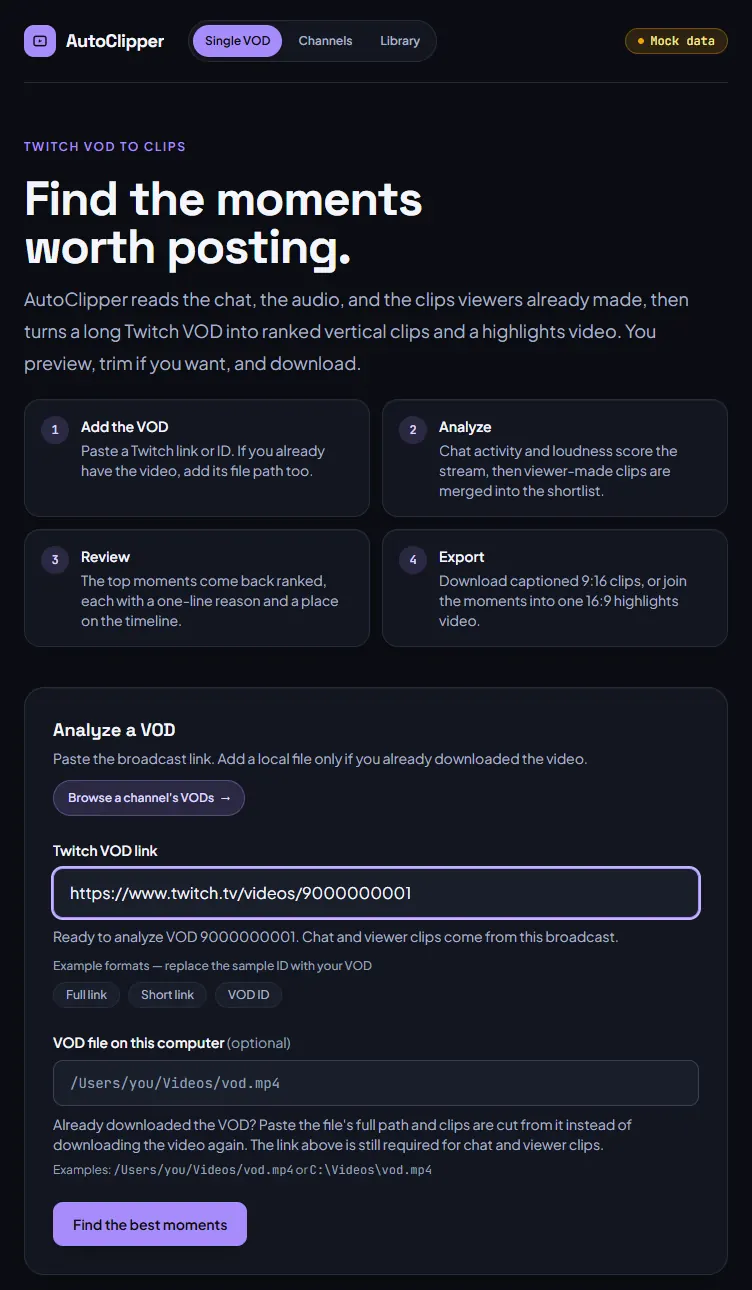 AutoClipper
Single VOD
Channels
Library
Mock data
TWITCH VOD TO CLIPS
Find the moments
worth posting.
AutoClipper reads the chat, the audio, and the clips viewers already made, then
turns a long Twitch VOD into ranked vertical clips and a highlights video. You
preview, trim if you want, and download.
1
Add the VOD
Paste a Twitch link or ID. If you already
have the video, add its file path too.
2
Analyze
Chat activity and loudness score the
stream, then viewer-made clips are
merged into the shortlist.
3
Review
The top moments come back ranked,
each with a one-line reason and a place
on the timeline.
4
Export
Download captioned 9:16 clips, or join
the moments into one 16:9 highlights
video.
Analyze a VOD
Paste the broadcast link. Add a local file only if you already downloaded the video.
Browse a channel's VODs →
Twitch VOD link
https://www.twitch.tv/videos/9000000001
Ready to analyze VOD 9000000001. Chat and viewer clips come from this broadcast.
Example formats — replace the sample ID with your VOD
Full link
Short link
VOD ID
VOD file on this computer (optional)
/Users/you/Videos/vod.mp4
Already downloaded the VOD? Paste the file's full path and clips are cut from it instead of
downloading the video again. The link above is still required for chat and viewer clips.
Examples: /Users/you/Videos/vod.mp4 or C:\Videos\vod.mp4
Find the best moments